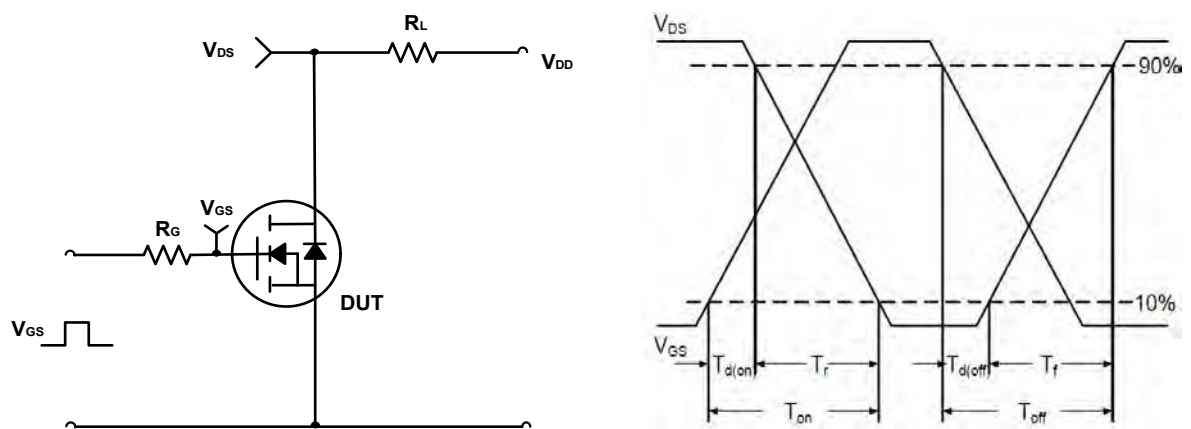 RL
VDS
VDD
VGS
RG
DUT
VGS
VDS
90%
10%
VGS
Td(on)
Tr
Td(off)
Tf
Ton
Toff